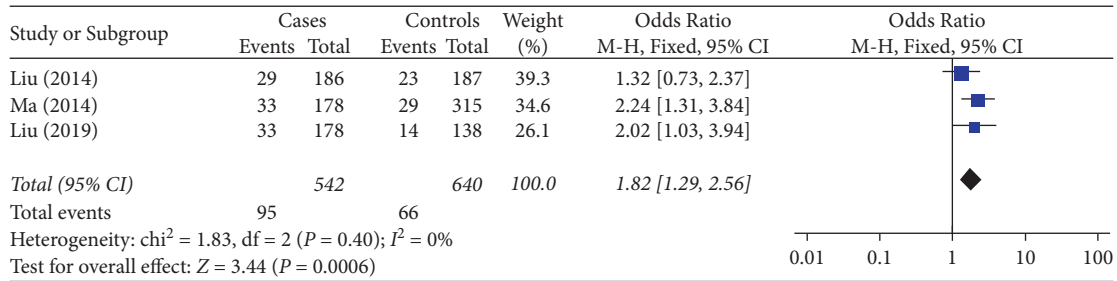 Study or Subgroup Cases Controls Weight Odds Ratio Odds Ratio
Events Total Events Total (%) M-H, Fixed, 95% CI M-H, Fixed, 95% CI
Liu (2014) 29 186 23 187 39.3 1.32 [0.73, 2.37]
Ma (2014) 33 178 29 315 34.6 2.24 [1.31, 3.84]
Liu (2019) 33 178 14 138 26.1 2.02 [1.03, 3.94]
Total (95% CI) 542 640 100.0 1.82 [1.29, 2.56]
Total events 95 66
Heterogeneity: chi² = 1.83, df = 2 (P = 0.40); I² = 0%
Test for overall effect: Z = 3.44 (P = 0.0006)
0.01 0.1 1 10 100